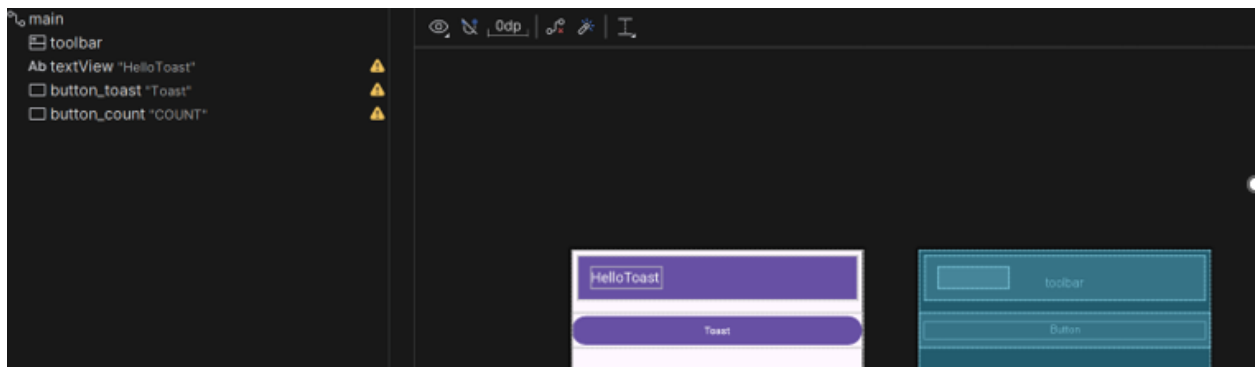 main
toolbar
Ab textView "HelloToast"
button_toast "Toast"
button_count "COUNT"
0dp
HelloToast
toolbar
Toast
Button